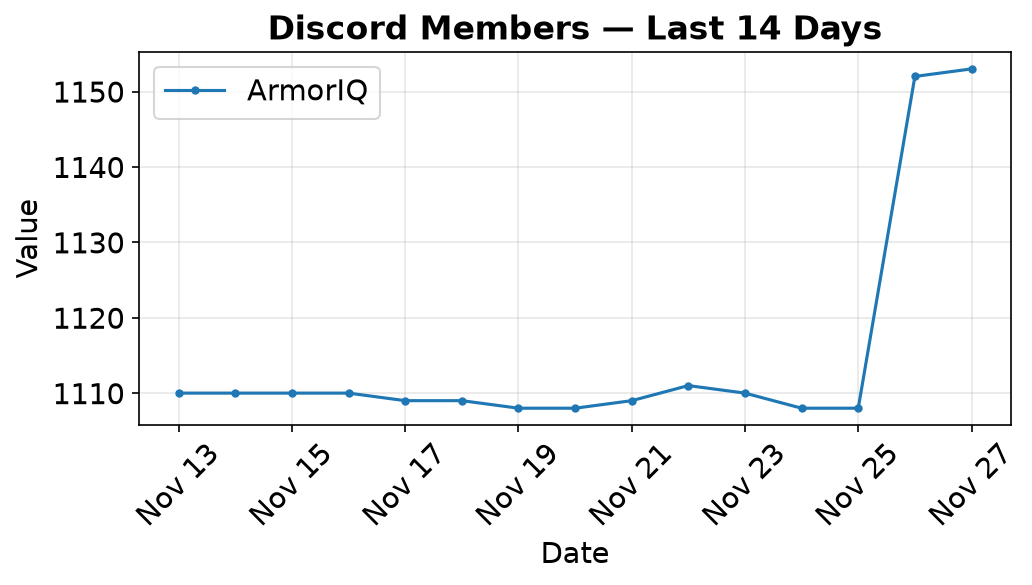 Discord Members — Last 14 Days
ArmorIQ
Value
1150
1140
1130
1120
1110
Nov 13
Nov 15
Nov 17
Nov 19
Nov 21
Nov 23
Nov 25
Nov 27
Date